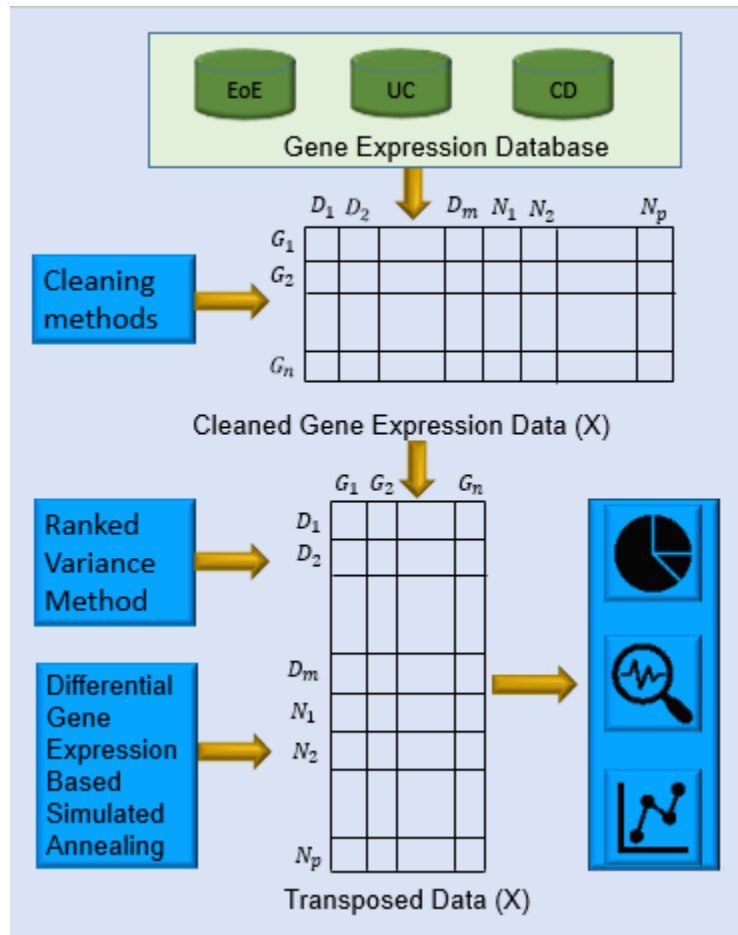 EoE UC CD
Gene Expression Database
D₁ D₂ Dₘ N₁ N₂ Nₚ
G₁
G₂
Gₙ
Cleaning
methods
Cleaned Gene Expression Data (X)
G₁ G₂ Gₙ
D₁
D₂
Dₘ
N₁
N₂
Nₚ
Ranked
Variance
Method
Differential
Gene
Expression
Based
Simulated
Annealing
Transposed Data (X)